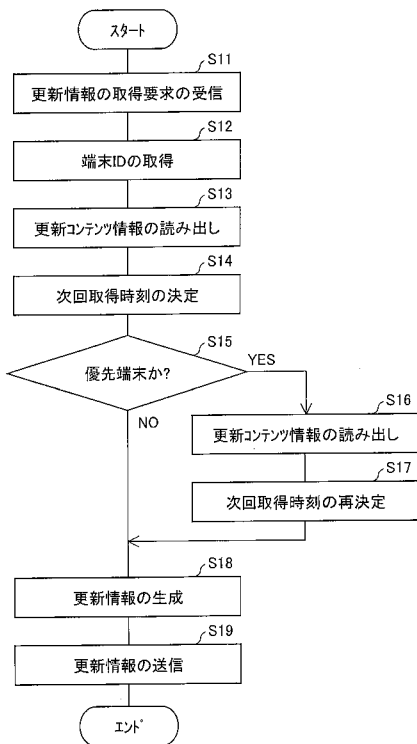 スタート
S11
更新情報の取得要求の受信
S12
端末IDの取得
S13
更新コンテンツ情報の読み出し
S14
次回取得時刻の決定
S15
優先端末か?
YES
NO
S16
更新コンテンツ情報の読み出し
S17
次回取得時刻の再決定
S18
更新情報の生成
S19
更新情報の送信
エンド